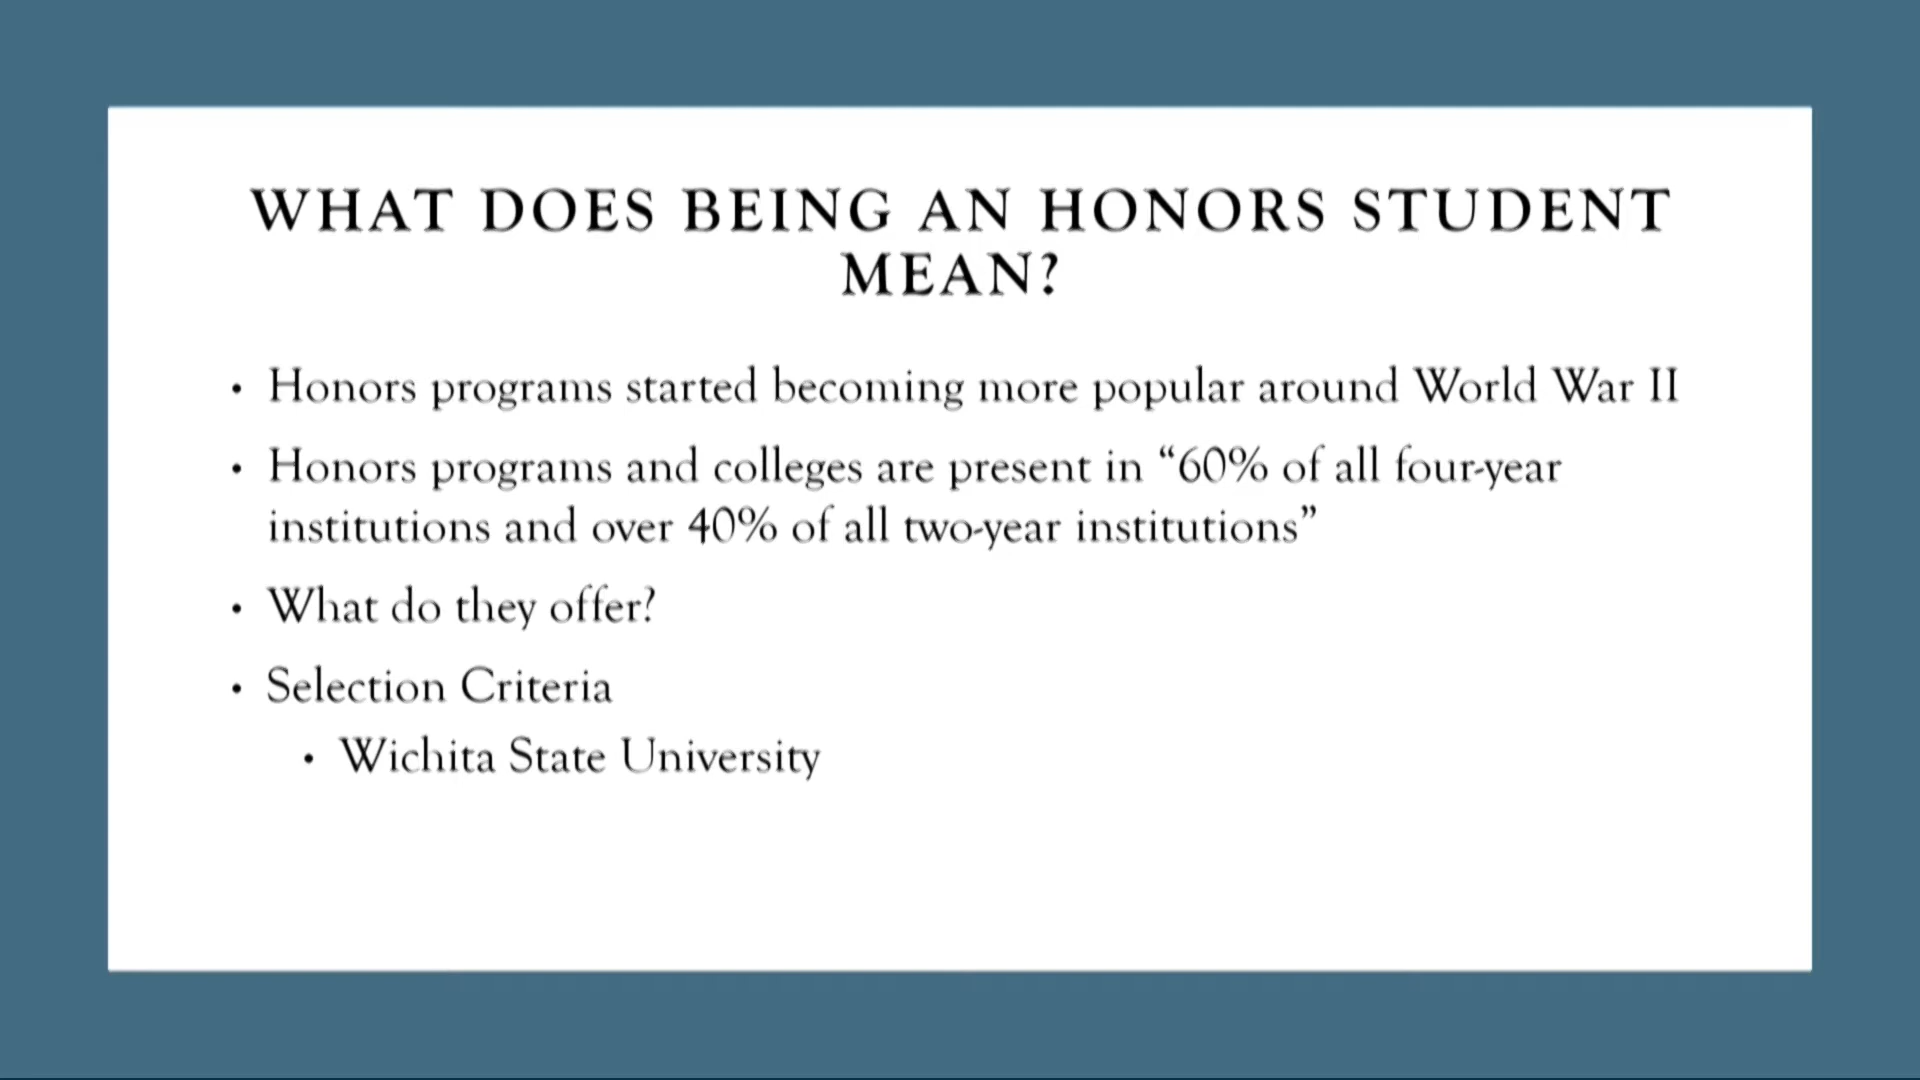 WHAT DOES BEING AN HONORS STUDENT
MEAN?
• Honors programs started becoming more popular around World War II
• Honors programs and colleges are present in “60% of all four-year
institutions and over 40% of all two-year institutions”
• What do they offer?
• Selection Criteria
• Wichita State University